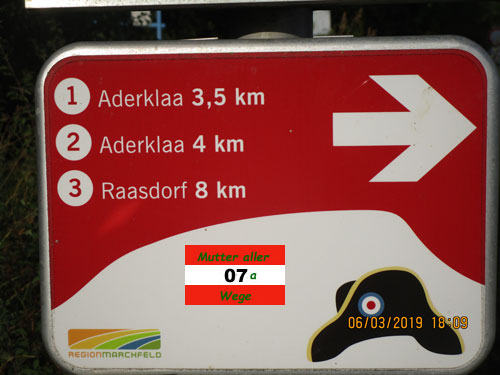 1 Aderklaa 3,5 km
2 Aderklaa 4 km
3 Raasdorf 8 km
Mutter aller
07a
Wege
REGIONMARCHFELD
06/03/2019 18:09